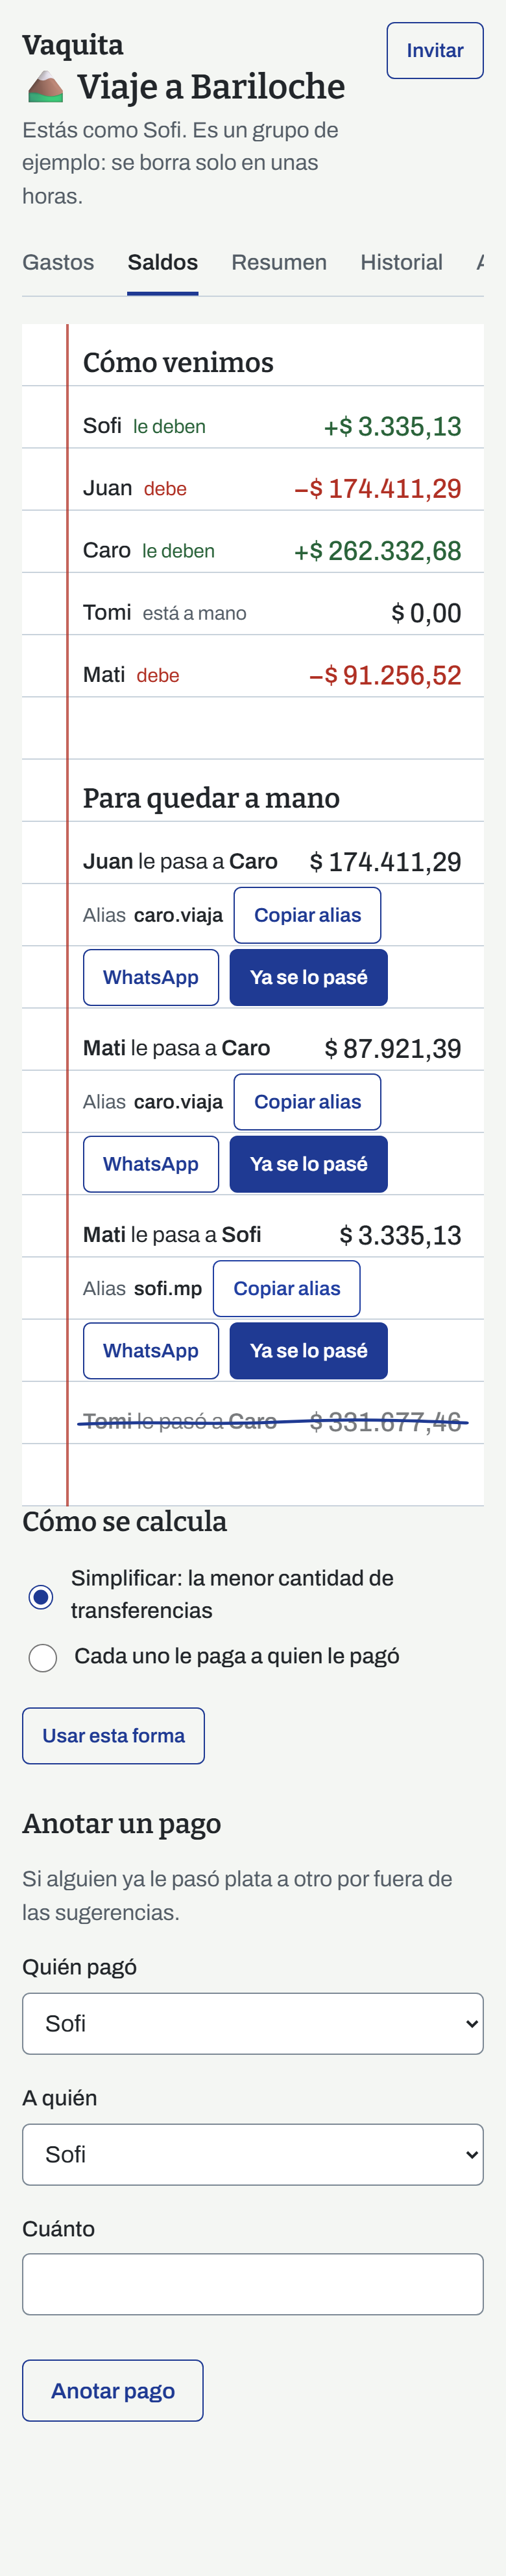 Vaquita
Invitar
Viaje a Bariloche
Estás como Sofi. Es un grupo de
ejemplo: se borra solo en unas
horas.
Gastos Saldos Resumen Historial
Cómo venimos
Sofi le deben +$ 3.335,13
Juan debe −$ 174.411,29
Caro le deben +$ 262.332,68
Tomi está a mano $ 0,00
Mati debe −$ 91.256,52
Para quedar a mano
Juan le pasa a Caro $ 174.411,29
Alias caro.viaja Copiar alias
WhatsApp Ya se lo pasé
Mati le pasa a Caro $ 87.921,39
Alias caro.viaja Copiar alias
WhatsApp Ya se lo pasé
Mati le pasa a Sofi $ 3.335,13
Alias sofi.mp Copiar alias
WhatsApp Ya se lo pasé
Tomi le pasó a Caro $ 331.677,46
Cómo se calcula
Simplificar: la menor cantidad de
transferencias
Cada uno le paga a quien le pagó
Usar esta forma
Anotar un pago
Si alguien ya le pasó plata a otro por fuera de
las sugerencias.
Quién pagó
Sofi
A quién
Sofi
Cuánto
Anotar pago